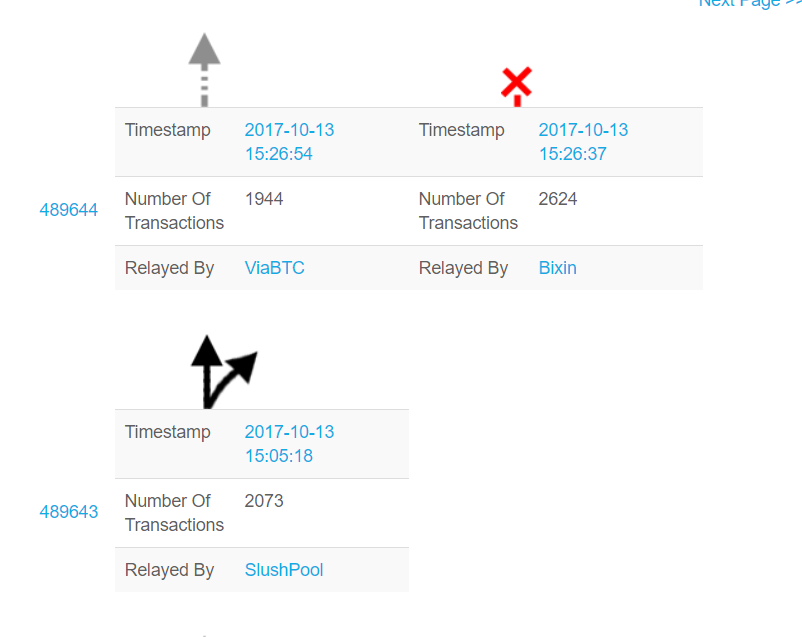 Next Page >>
Timestamp 2017-10-13 Timestamp 2017-10-13
15:26:54 15:26:37
489644 Number Of 1944 Number Of 2624
Transactions Transactions
Relayed By ViaBTC Relayed By Bixin
Timestamp 2017-10-13
15:05:18
489643 Number Of 2073
Transactions
Relayed By SlushPool